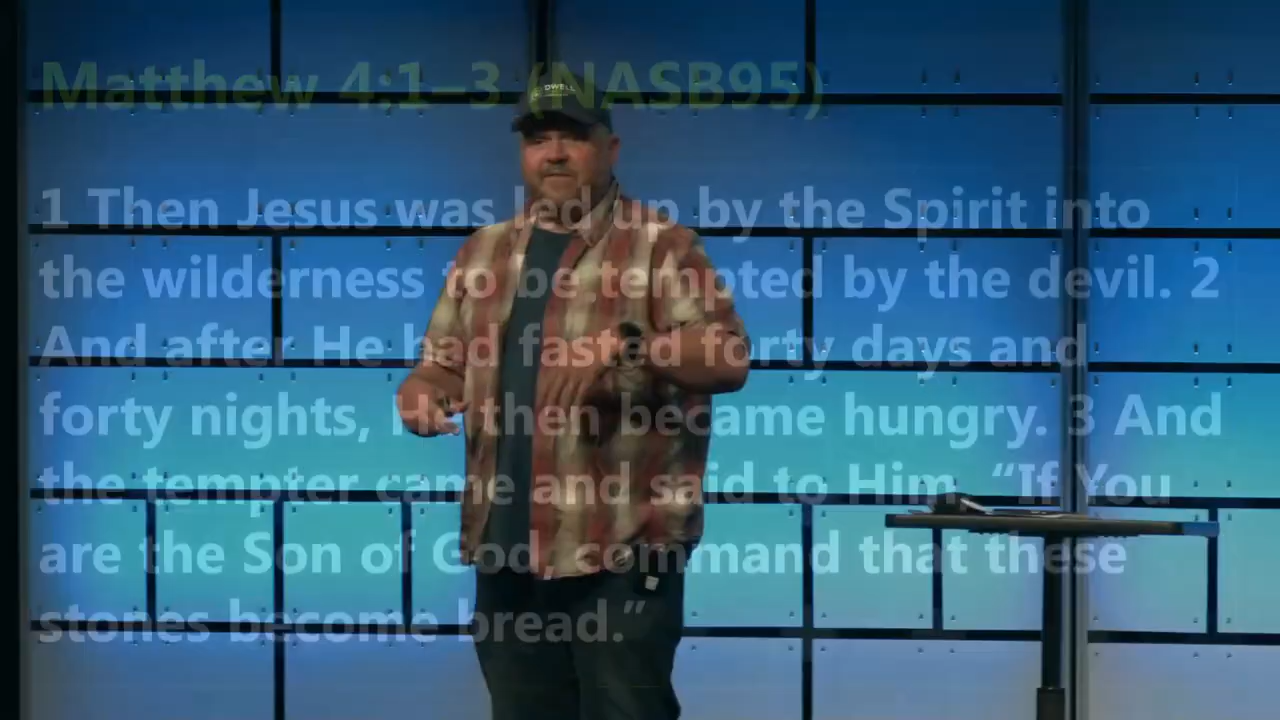 Matthew 4:1–3 (NASB95)
DWELL
1 Then Jesus was led up by the Spirit into
the wilderness to be tempted by the devil. 2
And after He had fasted forty days and
forty nights, He then became hungry. 3 And
the tempter came and said to Him, “If You
are the Son of God, command that these
stones become bread.”